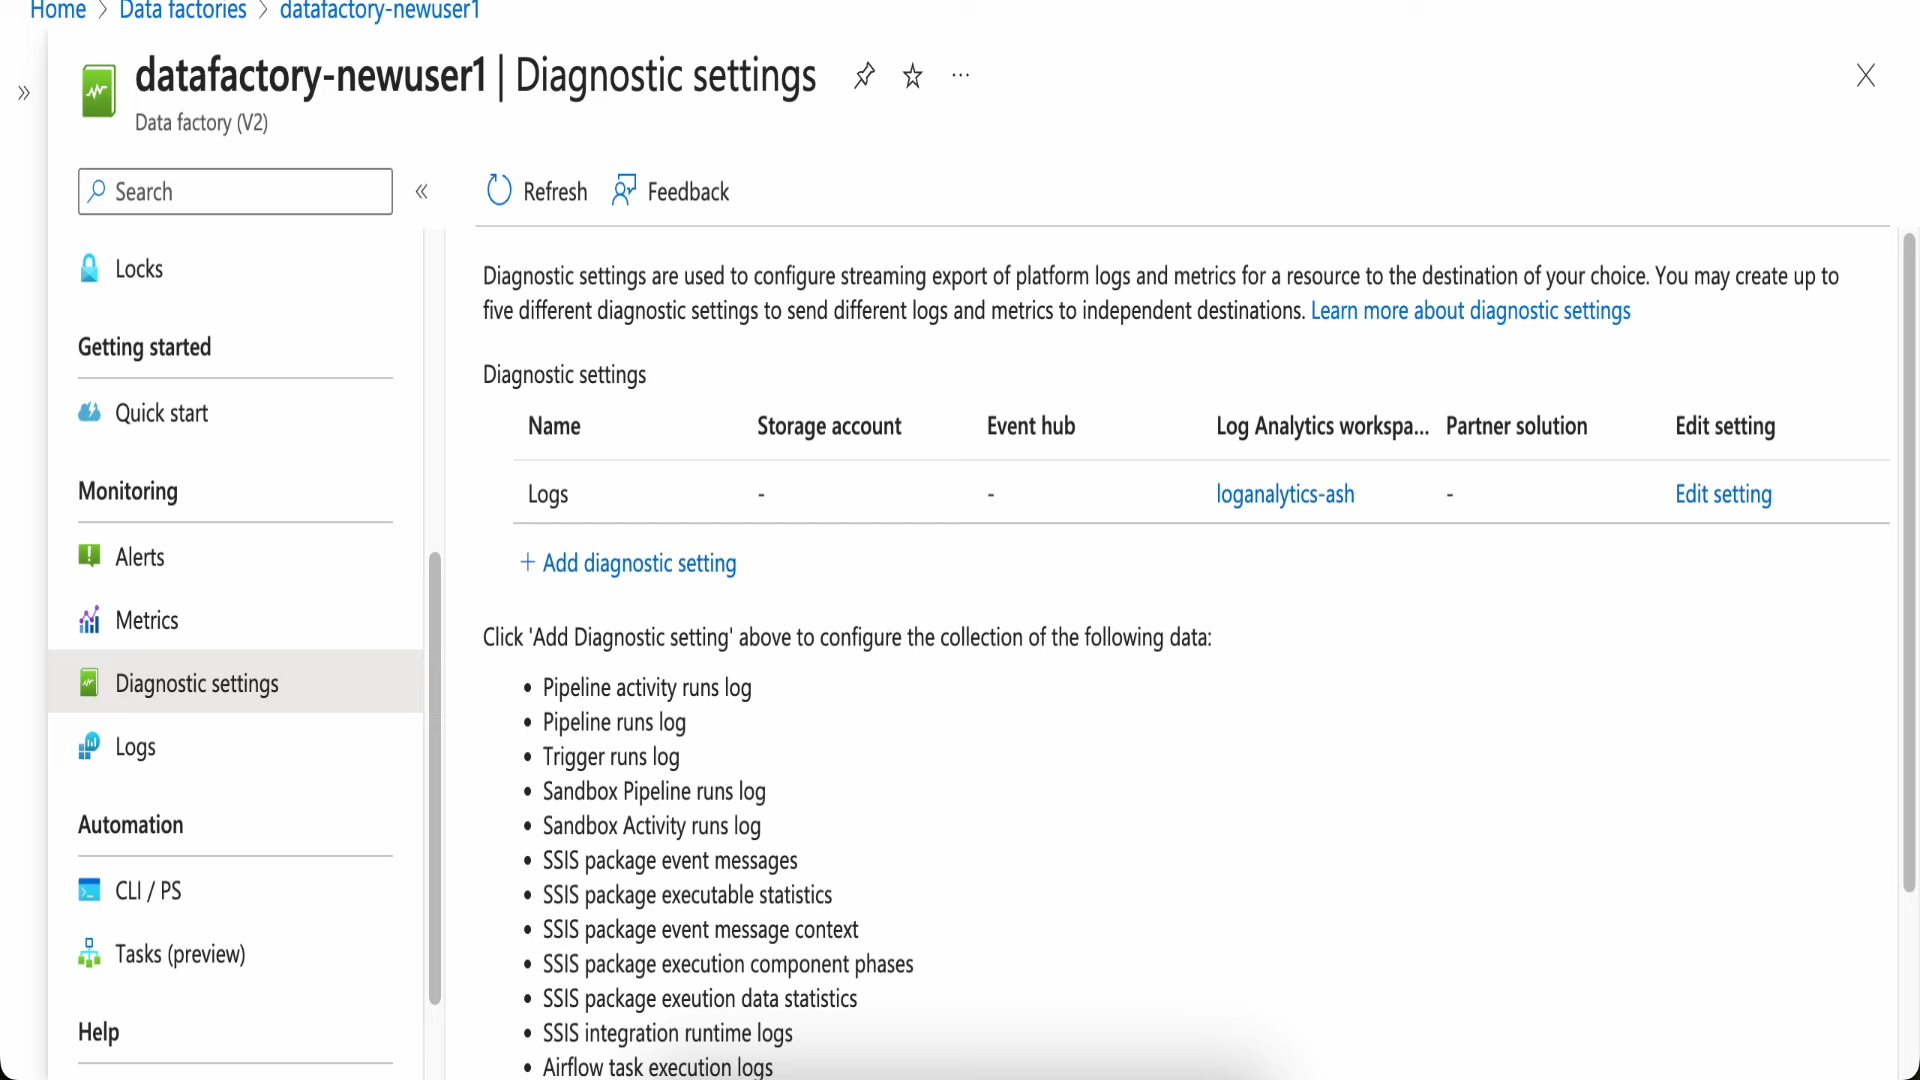 Home > Data factories > datafactory-newuser1
datafactory-newuser1 | Diagnostic settings
Data factory (V2)
Search
Refresh
Feedback
Locks
Getting started
Quick start
Monitoring
Alerts
Metrics
Diagnostic settings
Logs
Automation
CLI / PS
Tasks (preview)
Help
Diagnostic settings are used to configure streaming export of platform logs and metrics for a resource to the destination of your choice. You may create up to
five different diagnostic settings to send different logs and metrics to independent destinations. Learn more about diagnostic settings
Diagnostic settings
Name Storage account Event hub Log Analytics workspa... Partner solution Edit setting
Logs - - loganalytics-ash - Edit setting
+ Add diagnostic setting
Click 'Add Diagnostic setting' above to configure the collection of the following data:
• Pipeline activity runs log
• Pipeline runs log
• Trigger runs log
• Sandbox Pipeline runs log
• Sandbox Activity runs log
• SSIS package event messages
• SSIS package executable statistics
• SSIS package event message context
• SSIS package execution component phases
• SSIS package exeution data statistics
• SSIS integration runtime logs
• Airflow task execution logs